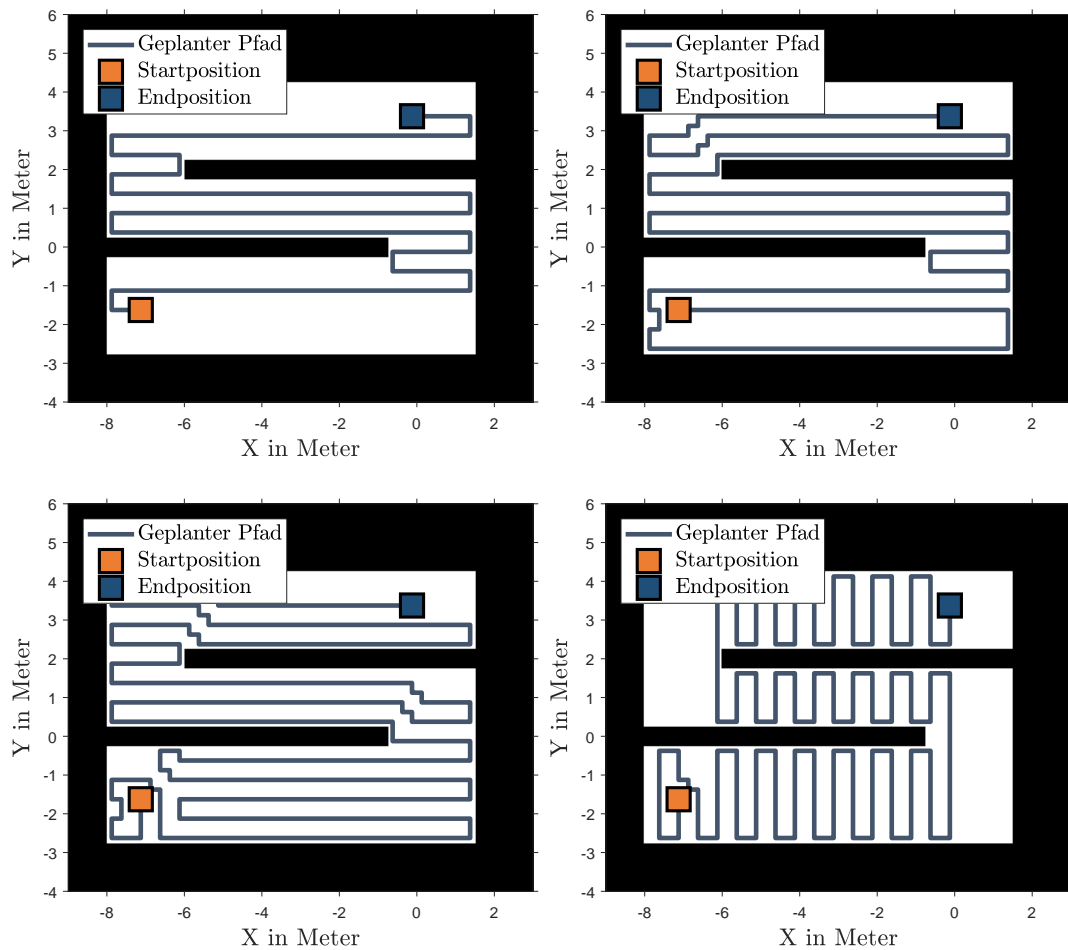 6
5
4
3
2
1
0
-1
-2
-3
-4
Y in Meter
Geplanter Pfad
Startposition
Endposition
-8 -6 -4 -2 0 2
X in Meter
6
5
4
3
2
1
0
-1
-2
-3
-4
Y in Meter
Geplanter Pfad
Startposition
Endposition
-8 -6 -4 -2 0 2
X in Meter
6
5
4
3
2
1
0
-1
-2
-3
-4
Y in Meter
Geplanter Pfad
Startposition
Endposition
-8 -6 -4 -2 0 2
X in Meter
6
5
4
3
2
1
0
-1
-2
-3
-4
Y in Meter
Geplanter Pfad
Startposition
Endposition
-8 -6 -4 -2 0 2
X in Meter